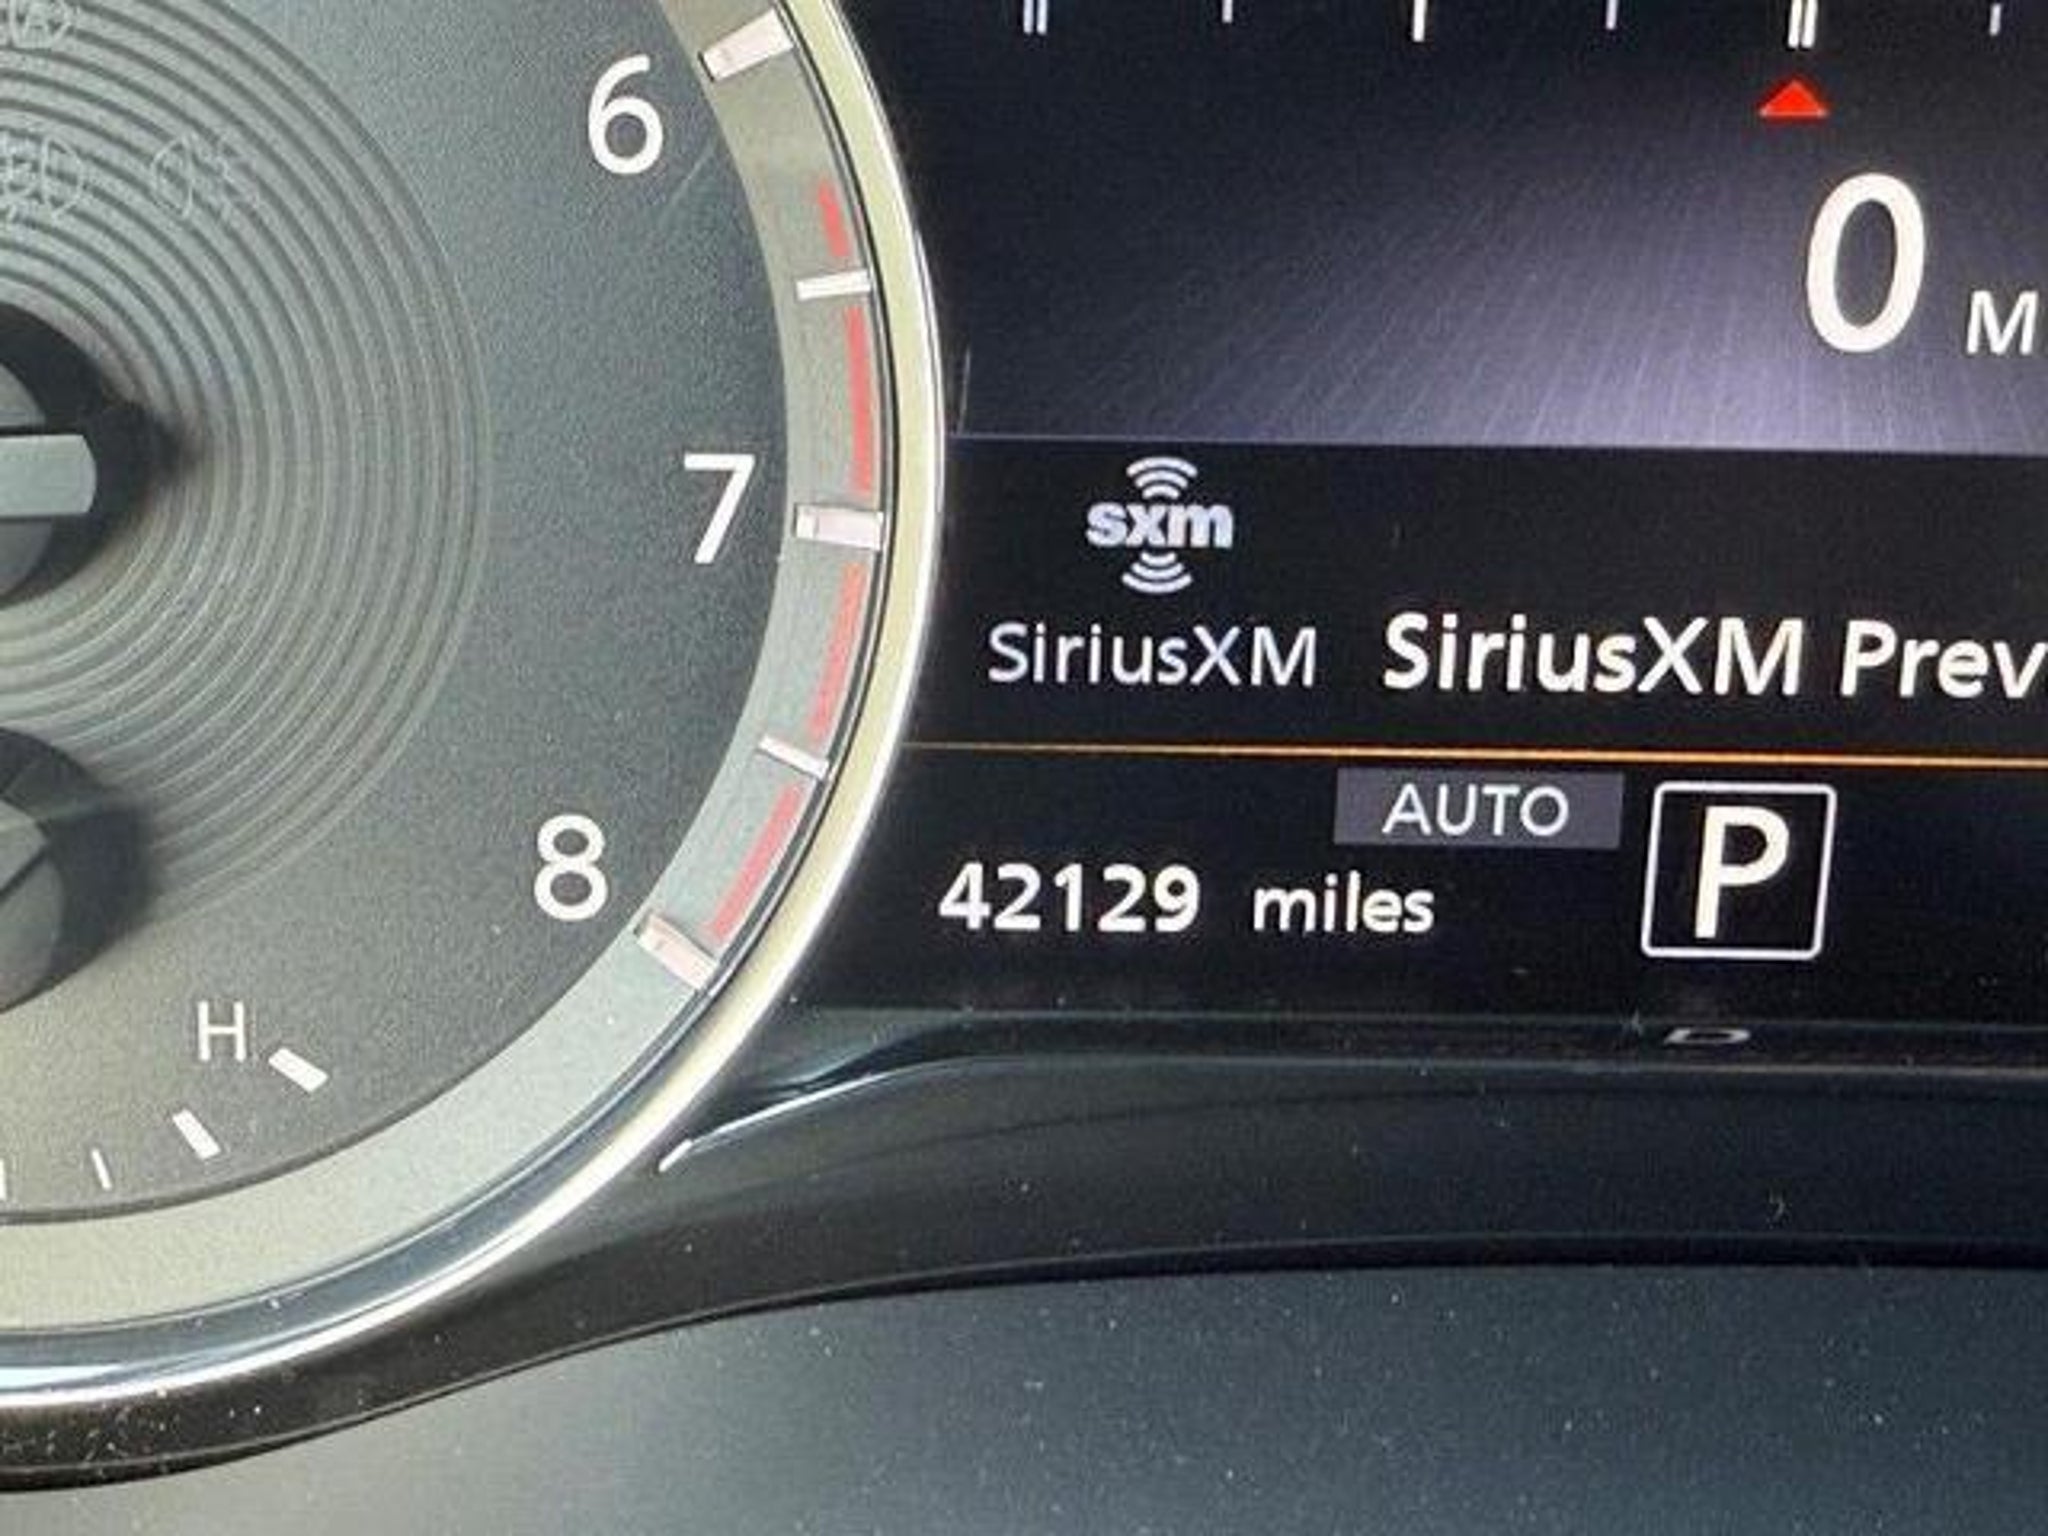 6
7
8
H
0 M
sxm
SiriusXM SiriusXM Prev
AUTO
P
42129 miles